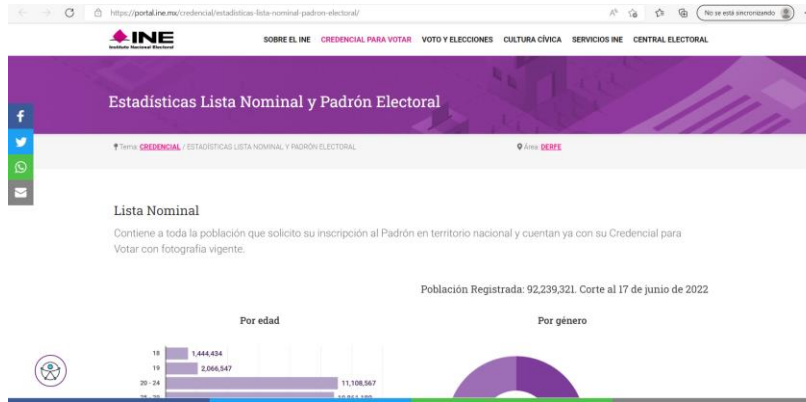 https://portal.ine.mx/credencial/estadisticas-lista-nominal-padron-electoral/
No se está sincronizando
INE
Instituto Nacional Electoral
SOBRE EL INE CREDENCIAL PARA VOTAR VOTO Y ELECCIONES CULTURA CÍVICA SERVICIOS INE CENTRAL ELECTORAL
Estadísticas Lista Nominal y Padrón Electoral
Tema: CREDENCIAL / ESTADÍSTICAS LISTA NOMINAL Y PADRÓN ELECTORAL
Área: DERFE
Lista Nominal
Contiene a toda la población que solicito su inscripción al Padrón en territorio nacional y cuentan ya con su Credencial para
Votar con fotografía vigente.
Población Registrada: 92,239,321. Corte al 17 de junio de 2022
Por edad
Por género
18 1,444,434
19 2,066,547
20 - 24 11,108,567